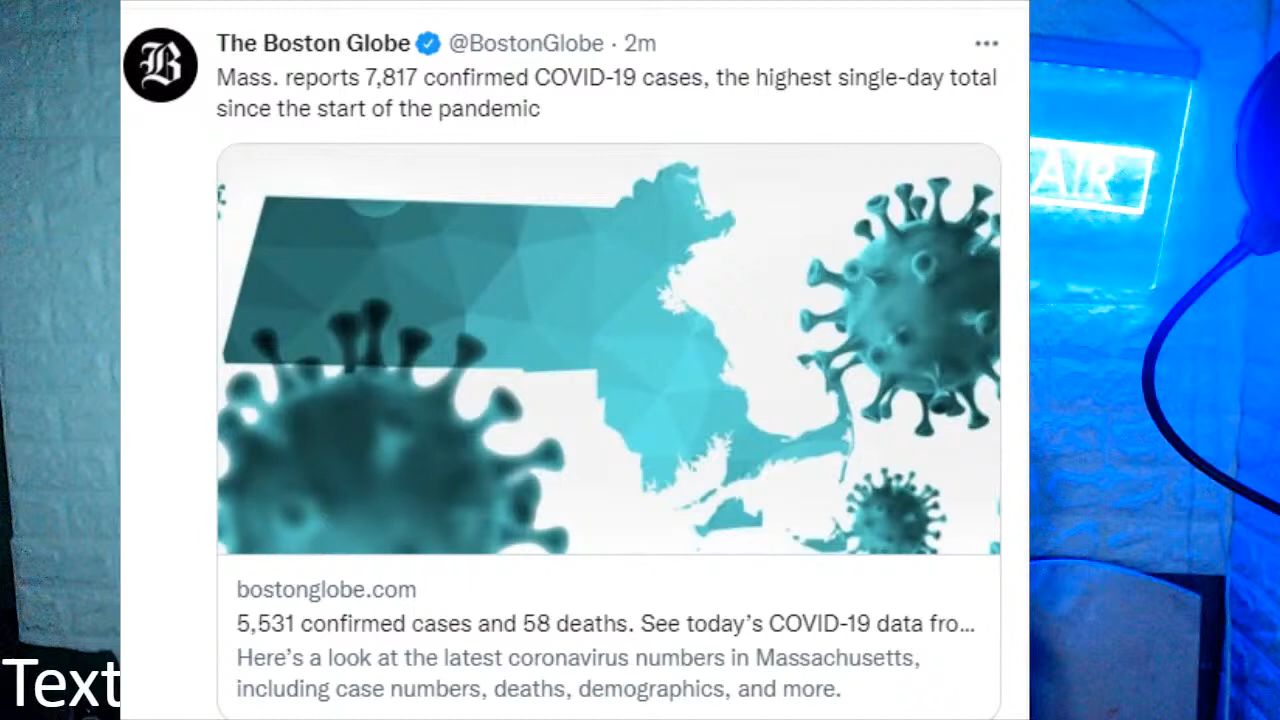 The Boston Globe @BostonGlobe · 2m
Mass. reports 7,817 confirmed COVID-19 cases, the highest single-day total
since the start of the pandemic
AIR
bostonglobe.com
5,531 confirmed cases and 58 deaths. See today’s COVID-19 data fro...
Here’s a look at the latest coronavirus numbers in Massachusetts,
including case numbers, deaths, demographics, and more.
Text